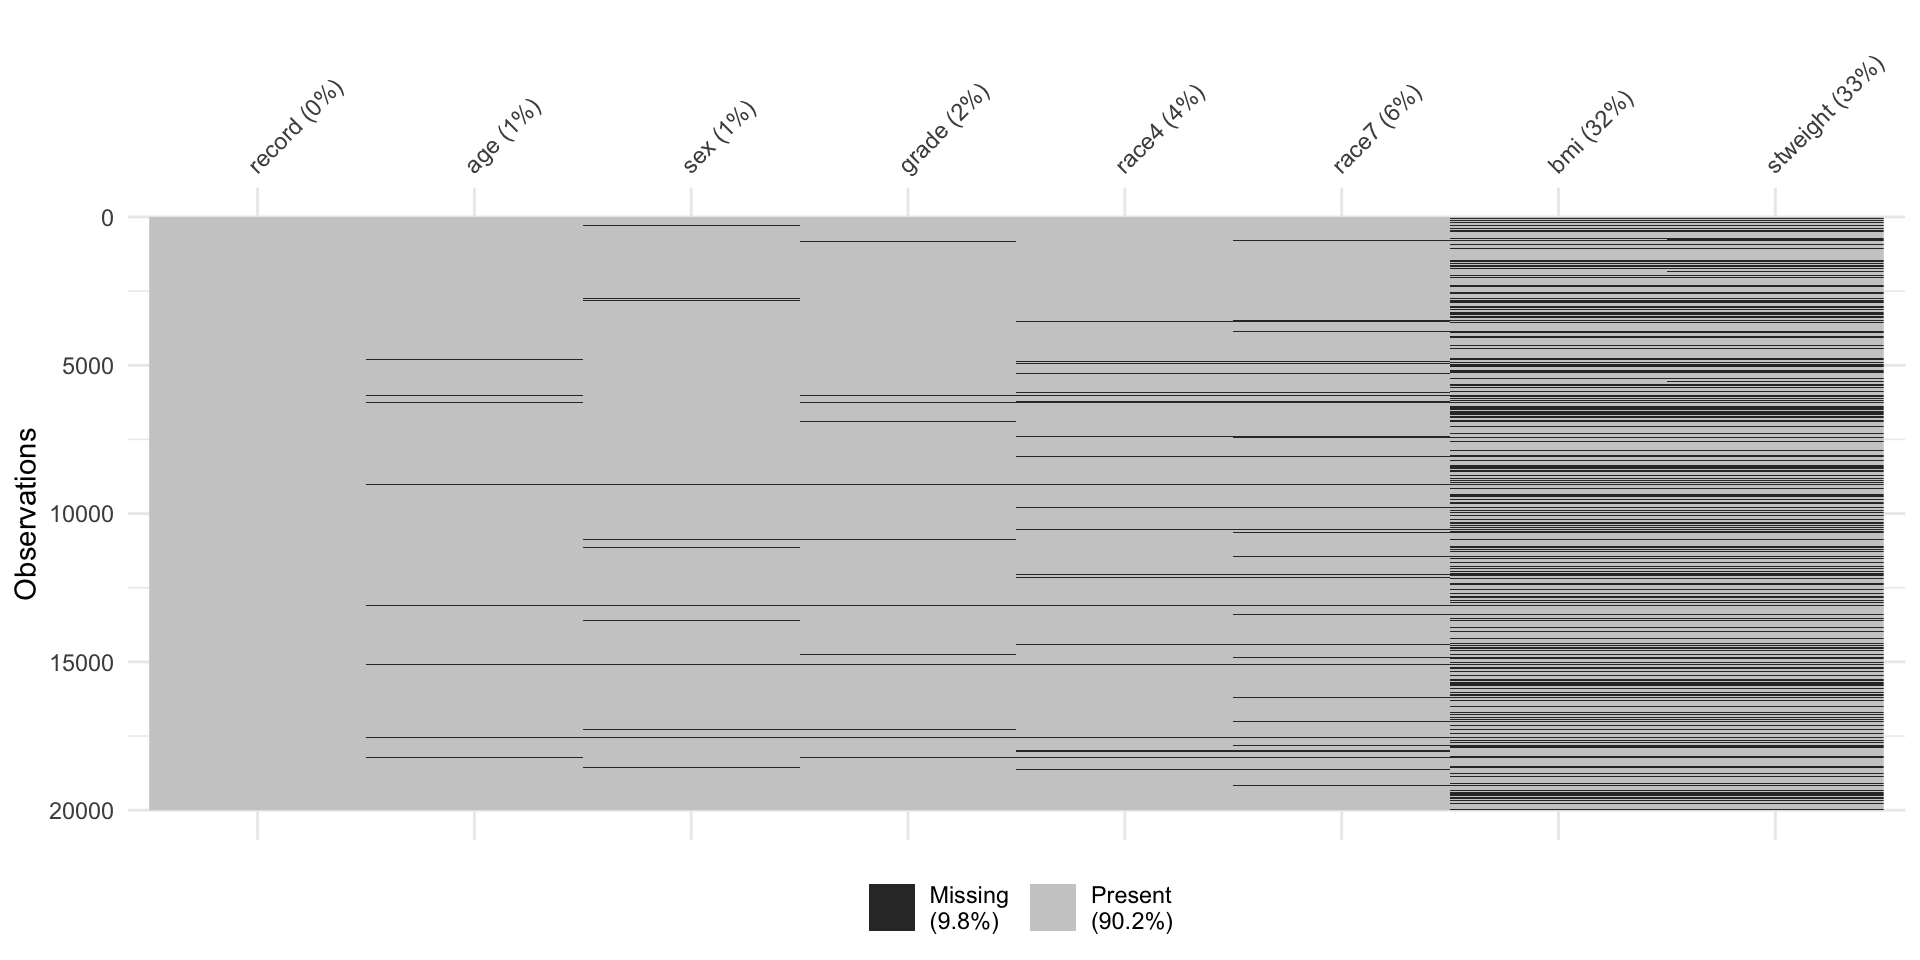 record (0%)
age (1%)
sex (1%)
grade (2%)
race4 (4%)
race7 (6%)
bmi (32%)
stweight (33%)
0
5000
10000
15000
20000
Observations
Missing
(9.8%)
Present
(90.2%)